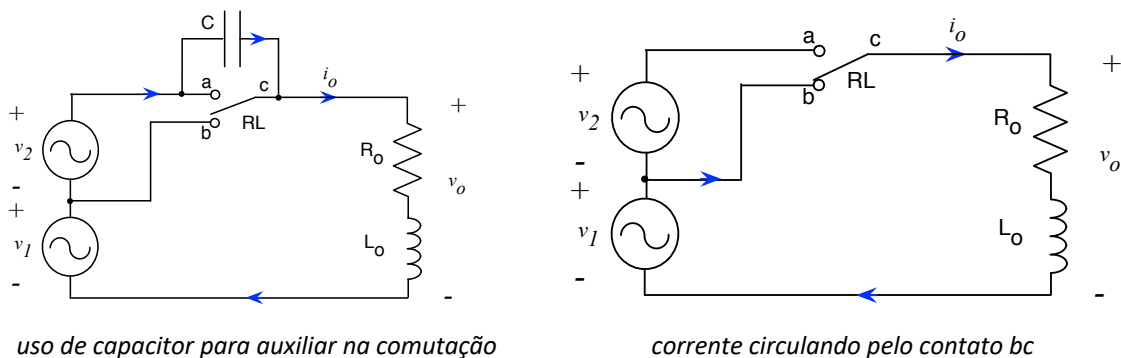 C
a
c
i_o
b
RL
+
v_2
-
+
v_1
-
R_o
L_o
+
v_o
-
uso de capacitor para auxiliar na comutação
a
c
i_o
b
RL
+
v_2
-
+
v_1
-
R_o
L_o
+
v_o
-
corrente circulando pelo contato bc